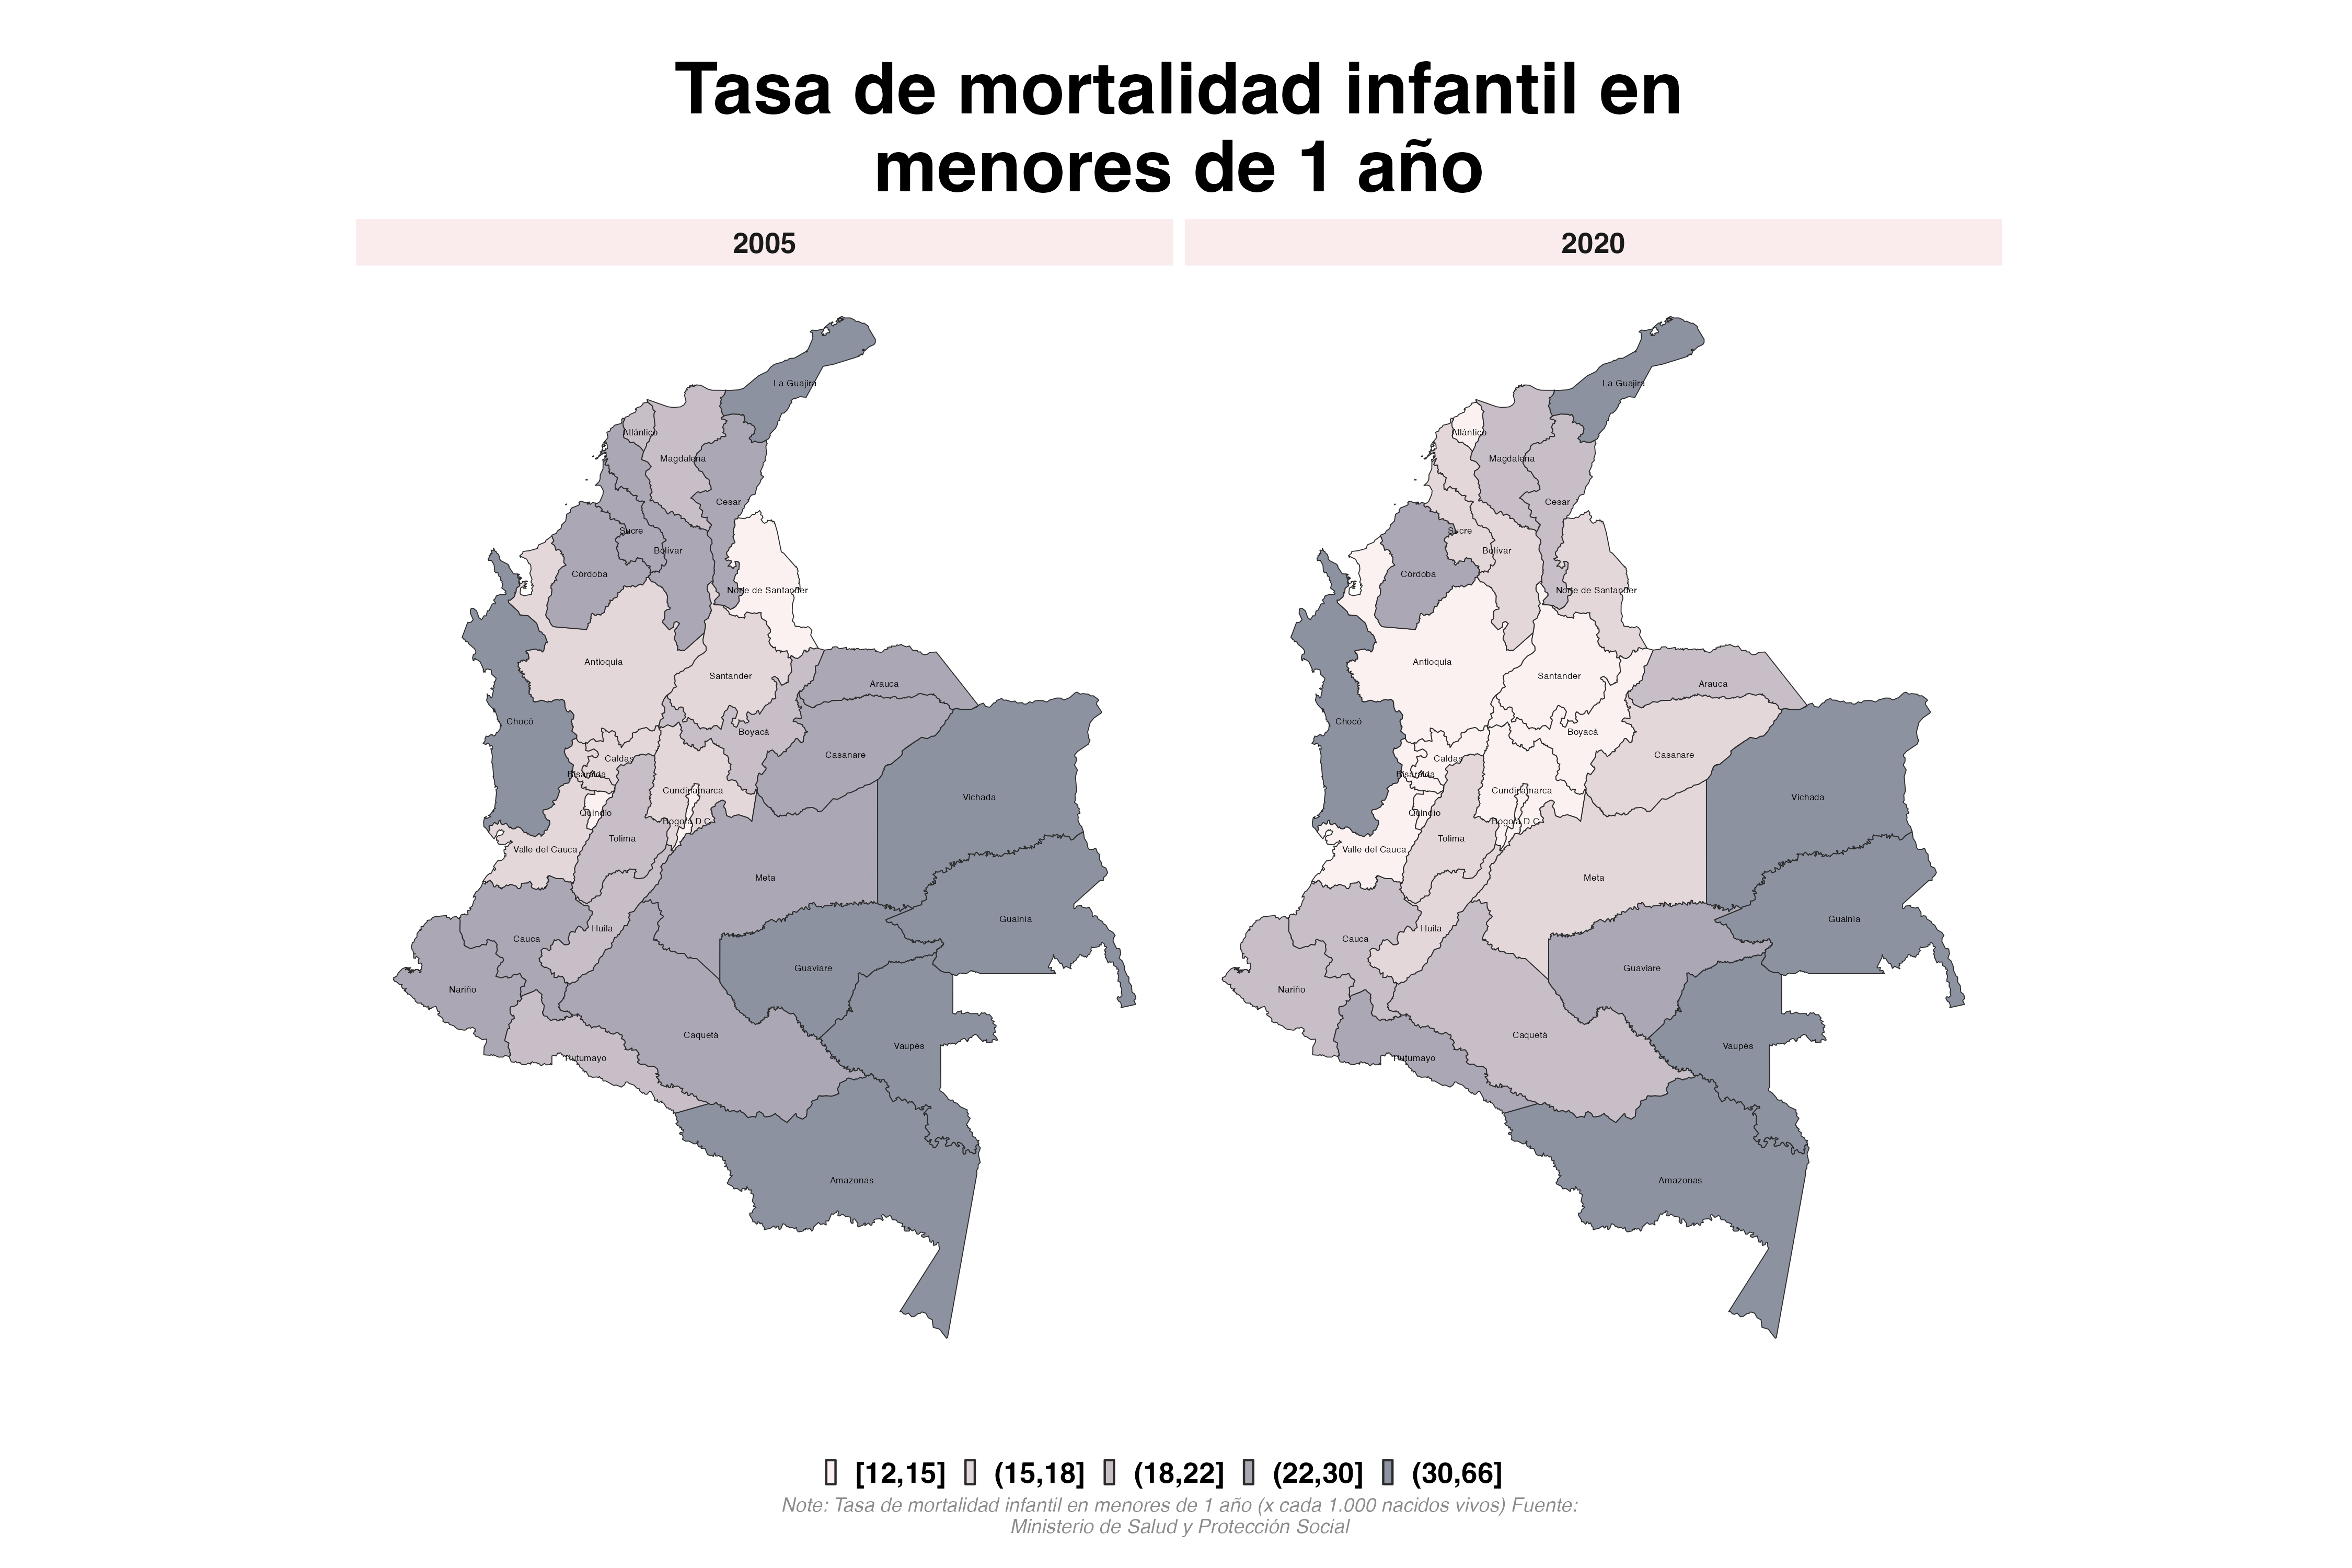 Tasa de mortalidad infantil en
menores de 1 año
2005
2020
La Guajira
Atlántico
Magdalena
Cesar
Sucre
Bolívar
Córdoba
Norte de Santander
Antioquia
Santander
Arauca
Chocó
Boyacá
Casanare
Caldas
Risaralda
Cundinamarca
Vichada
Quindío
Bogotá D C
Tolima
Valle del Cauca
Meta
Guainía
Huila
Cauca
Guaviare
Nariño
Caquetá
Vaupés
Putumayo
Amazonas
La Guajira
Atlántico
Magdalena
Cesar
Sucre
Bolívar
Córdoba
Norte de Santander
Antioquia
Santander
Arauca
Chocó
Boyacá
Casanare
Caldas
Risaralda
Cundinamarca
Vichada
Quindío
Bogotá D C
Tolima
Valle del Cauca
Meta
Guainía
Huila
Cauca
Guaviare
Nariño
Caquetá
Vaupés
Putumayo
Amazonas
[12,15] (15,18] (18,22] (22,30] (30,66]
Note: Tasa de mortalidad infantil en menores de 1 año (x cada 1.000 nacidos vivos) Fuente:
Ministerio de Salud y Protección Social